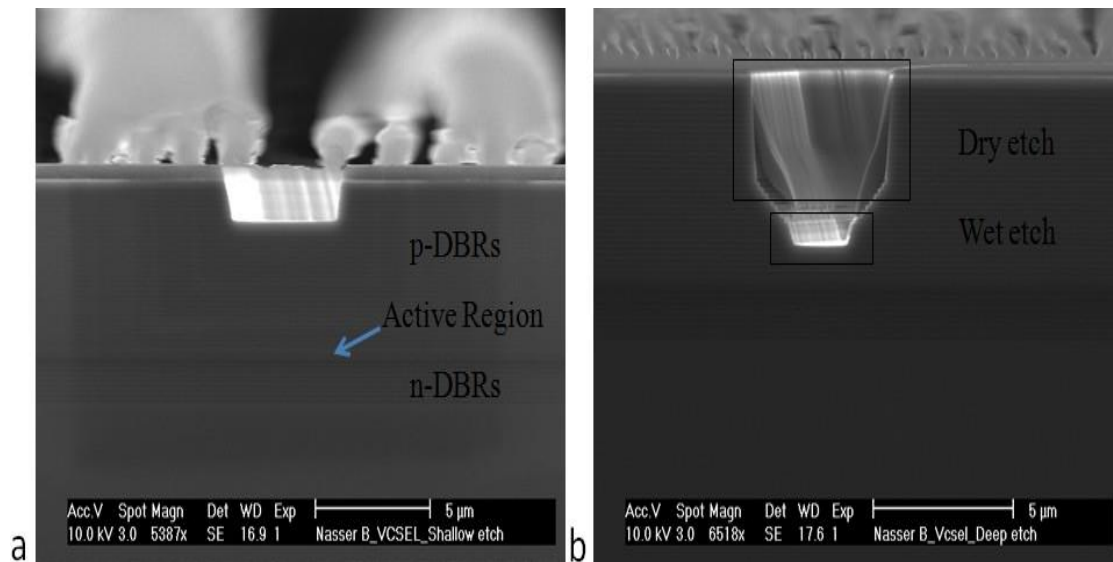 p-DBRs
Active Region
n-DBRs
Acc.V Spot Magn Det WD Exp 5 µm
10.0 kV 3.0 5387x SE 16.9 1 Nasser B_VCSEL_Shallow etch
a
Dry etch
Wet etch
Acc.V Spot Magn Det WD Exp 5 µm
10.0 kV 3.0 6518x SE 17.6 1 Nasser B_Vcsel_Deep etch
b